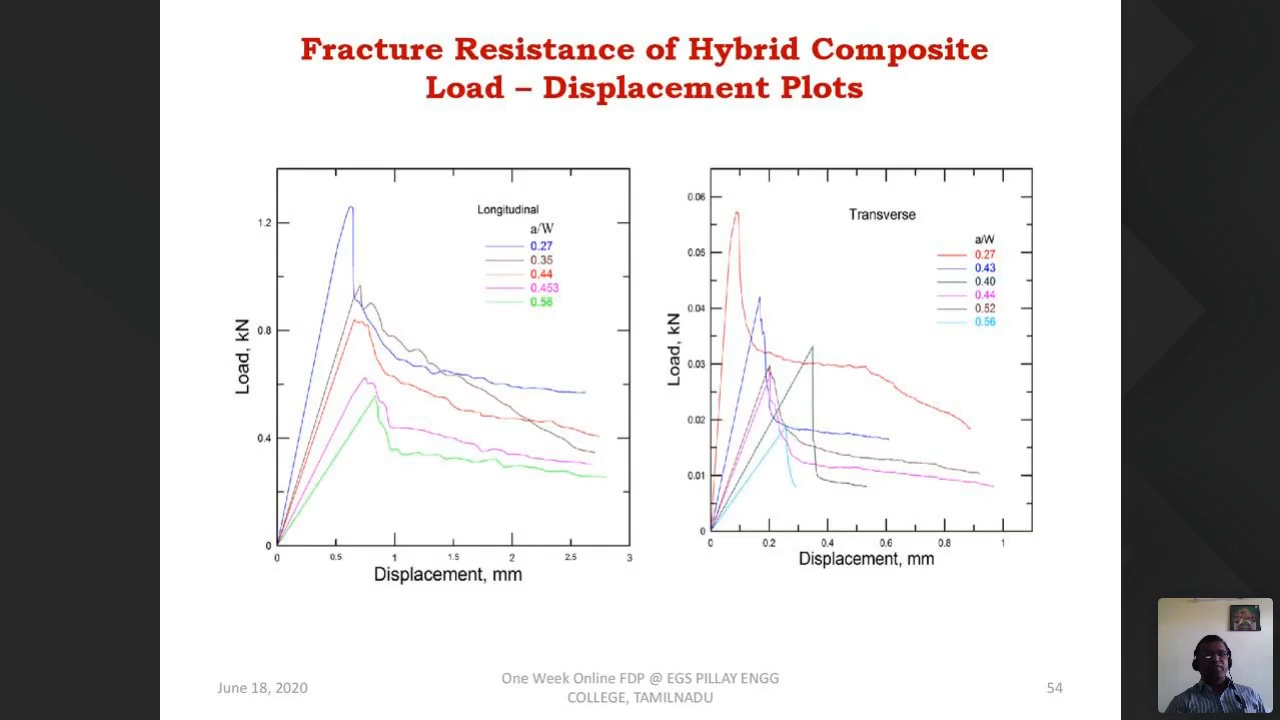 Fracture Resistance of Hybrid Composite
Load – Displacement Plots
Longitudinal
a/W
0.27
0.35
0.44
0.453
0.58
1.2
0.8
0.4
0
Load, kN
0
0.5
1
1.5
2
2.5
3
Displacement, mm
Transverse
a/W
0.27
0.43
0.40
0.44
0.52
0.56
0.06
0.05
0.04
0.03
0.02
0.01
0
Load, kN
0
0.2
0.4
0.6
0.8
1
Displacement, mm
June 18, 2020
One Week Online FDP @ EGS PILLAY ENGG
COLLEGE, TAMILNADU
54